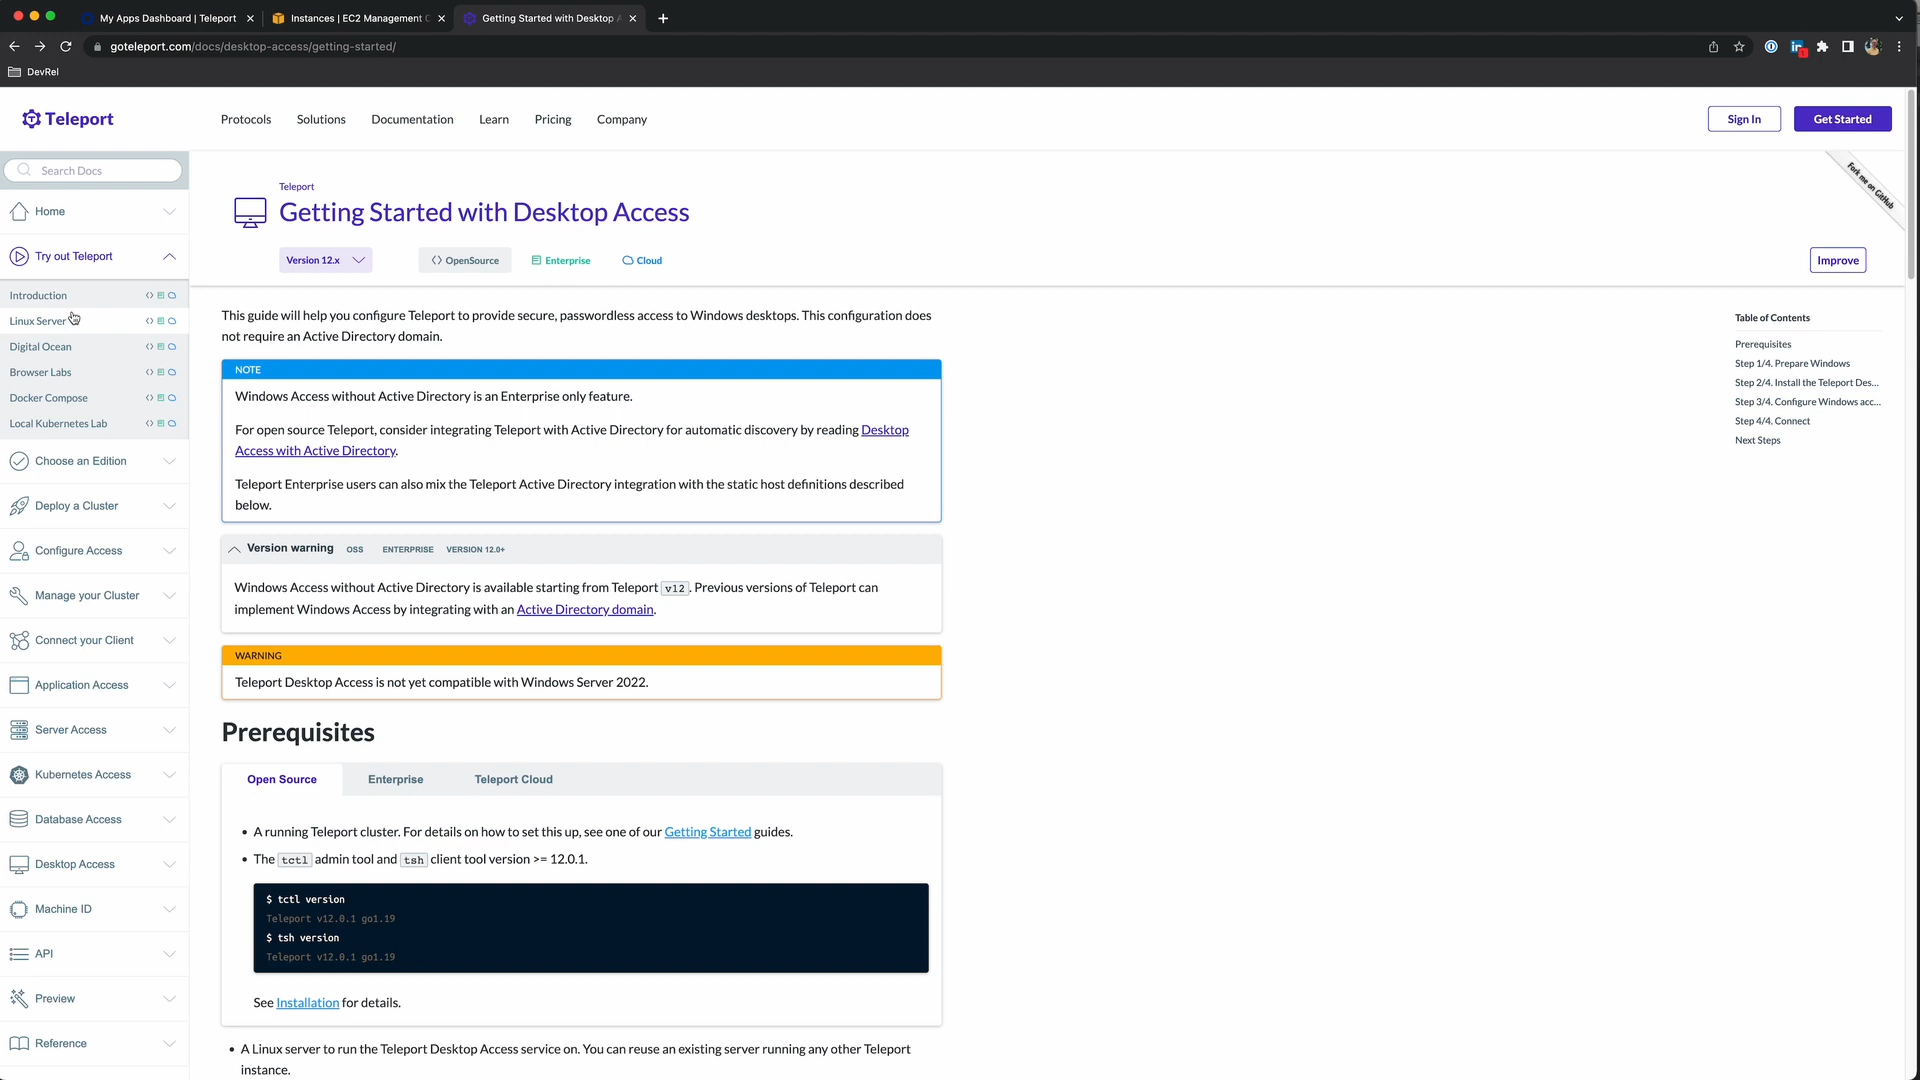 My Apps Dashboard | Teleport
Instances | EC2 Management C
Getting Started with Desktop A
goteleport.com/docs/desktop-access/getting-started/
DevRel
Teleport
Protocols
Solutions
Documentation
Learn
Pricing
Company
Sign In
Get Started
Search Docs
Home
Try out Teleport
Introduction
Linux Server
Digital Ocean
Browser Labs
Docker Compose
Local Kubernetes Lab
Choose an Edition
Deploy a Cluster
Configure Access
Manage your Cluster
Connect your Client
Application Access
Server Access
Kubernetes Access
Database Access
Desktop Access
Machine ID
API
Preview
Reference
Teleport
Getting Started with Desktop Access
Version 12.x
OpenSource
Enterprise
Cloud
Improve
Fork me on GitHub
This guide will help you configure Teleport to provide secure, passwordless access to Windows desktops. This configuration does
not require an Active Directory domain.
NOTE
Windows Access without Active Directory is an Enterprise only feature.
For open source Teleport, consider integrating Teleport with Active Directory for automatic discovery by reading Desktop
Access with Active Directory.
Teleport Enterprise users can also mix the Teleport Active Directory integration with the static host definitions described
below.
Version warning OSS ENTERPRISE VERSION 12.0+
Windows Access without Active Directory is available starting from Teleport v12. Previous versions of Teleport can
implement Windows Access by integrating with an Active Directory domain.
WARNING
Teleport Desktop Access is not yet compatible with Windows Server 2022.
Prerequisites
Open Source
Enterprise
Teleport Cloud
• A running Teleport cluster. For details on how to set this up, see one of our Getting Started guides.
• The tctl admin tool and tsh client tool version >= 12.0.1.
$ tctl version
Teleport v12.0.1 go1.19
$ tsh version
Teleport v12.0.1 go1.19
See Installation for details.
• A Linux server to run the Teleport Desktop Access service on. You can reuse an existing server running any other Teleport
instance.
Table of Contents
Prerequisites
Step 1/4. Prepare Windows
Step 2/4. Install the Teleport Des...
Step 3/4. Configure Windows acc...
Step 4/4. Connect
Next Steps